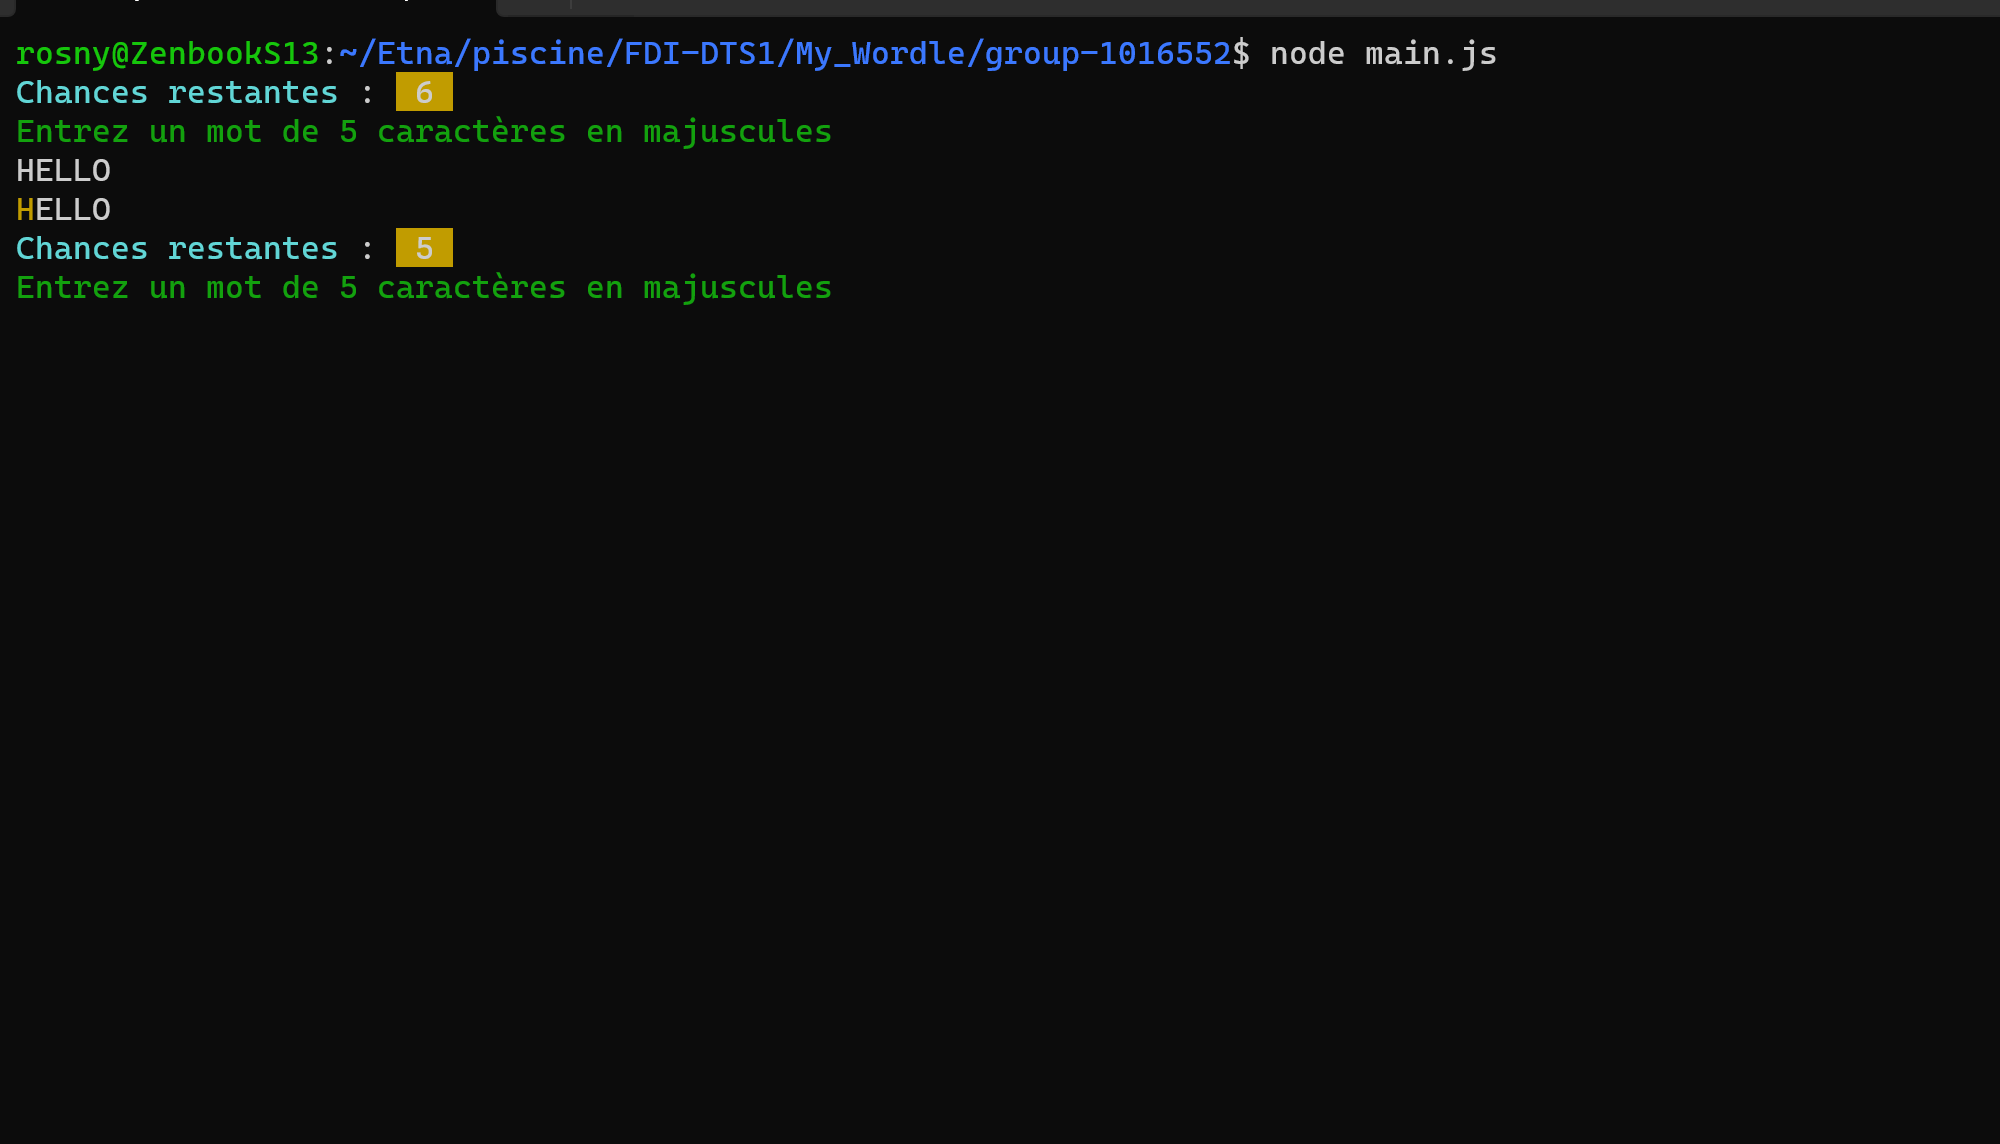 rosny@ZenbookS13:~/Etna/piscine/FDI-DTS1/My_Wordle/group-1016552$ node main.js
Chances restantes : 6
Entrez un mot de 5 caractères en majuscules
HELLO
HELLO
Chances restantes : 5
Entrez un mot de 5 caractères en majuscules